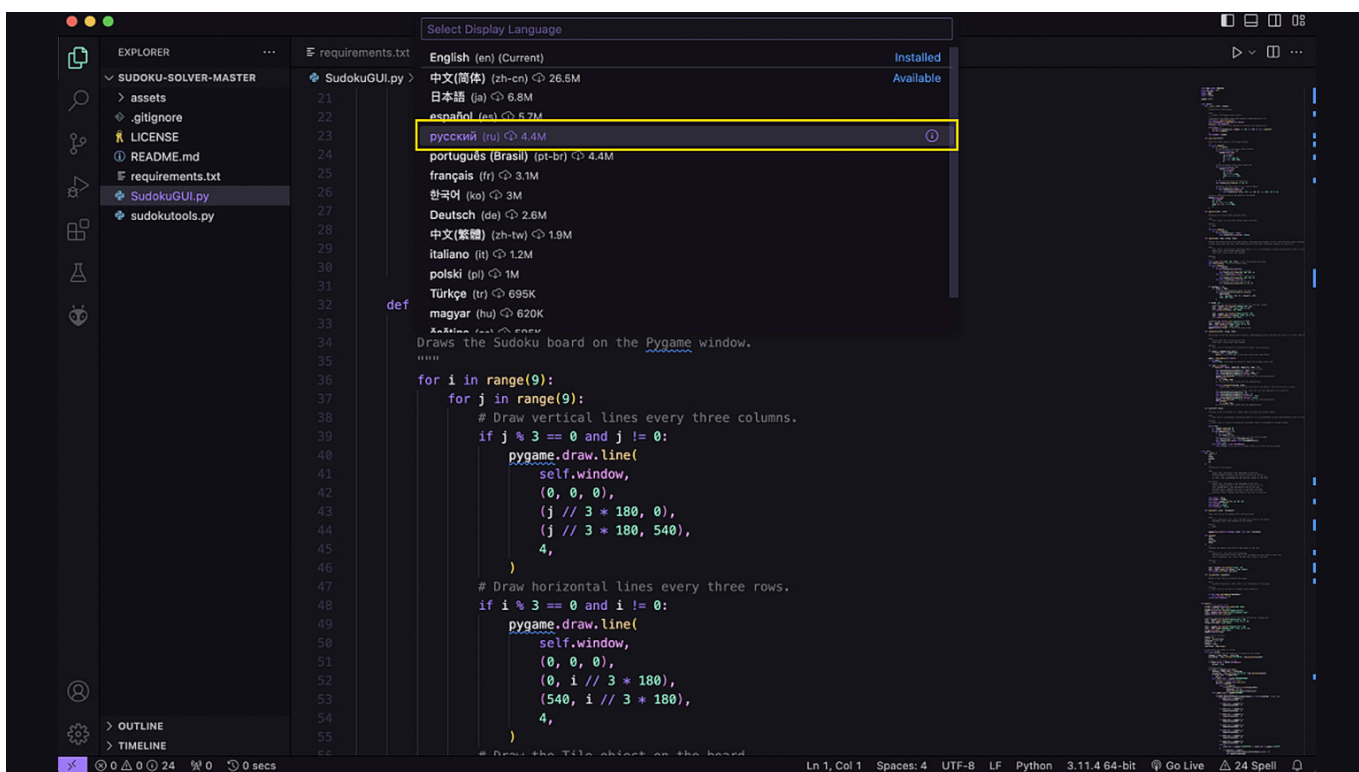 Select Display Language
EXPLORER ···
SUDOKU-SOLVER-MASTER
assets
.gitignore
LICENSE
README.md
requirements.txt
SudokuGUI.py
sudokutools.py
OUTLINE
TIMELINE
requirements.txt
SudokuGUI.py
English (en) (Current) Installed
中文(简体) (zh-cn) 26.5M Available
日本語 (ja) 6.8M
español (es) 5.7M
русский (ru) 4.4M
português (Brasil) (pt-br) 4.4M
français (fr) 3.1M
한국어 (ko) 3M
Deutsch (de) 2.6M
中文(繁體) (zh-tw) 1.9M
italiano (it) 1.2M
polski (pl) 1M
Türkçe (tr) 695K
magyar (hu) 620K
21
22
23
24
25
26
27
28
29
30
31
32 def
33
34 Draws the Sudoku board on the Pygame window.
35 """
36 for i in range(9):
37 for j in range(9):
38 # Draw vertical lines every three columns.
39 if j % 3 == 0 and j != 0:
40 pygame.draw.line(
41 self.window,
42 (0, 0, 0),
43 (j // 3 * 180, 0),
44 (j // 3 * 180, 540),
45 4,
46 )
47 # Draw horizontal lines every three rows.
48 if i % 3 == 0 and i != 0:
49 pygame.draw.line(
50 self.window,
51 (0, 0, 0),
52 (0, i // 3 * 180),
53 (540, i // 3 * 180),
54 4,
55 )
56 # Draw the Tile object on the board
0 0 24 0 0 secs Ln 1, Col 1 Spaces: 4 UTF-8 LF Python 3.11.4 64-bit Go Live 24 Spell